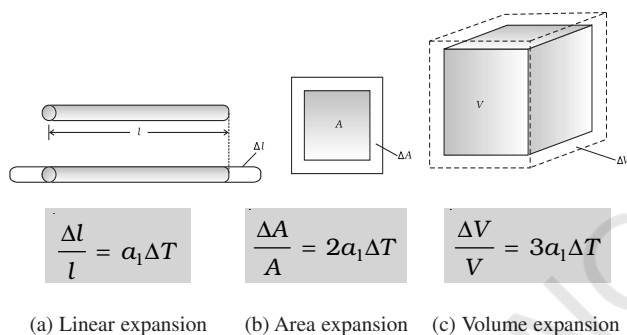 l
Δl
A
ΔA
V
ΔV
Δl/l = a₁ΔT
ΔA/A = 2a₁ΔT
ΔV/V = 3a₁ΔT
(a) Linear expansion (b) Area expansion (c) Volume expansion